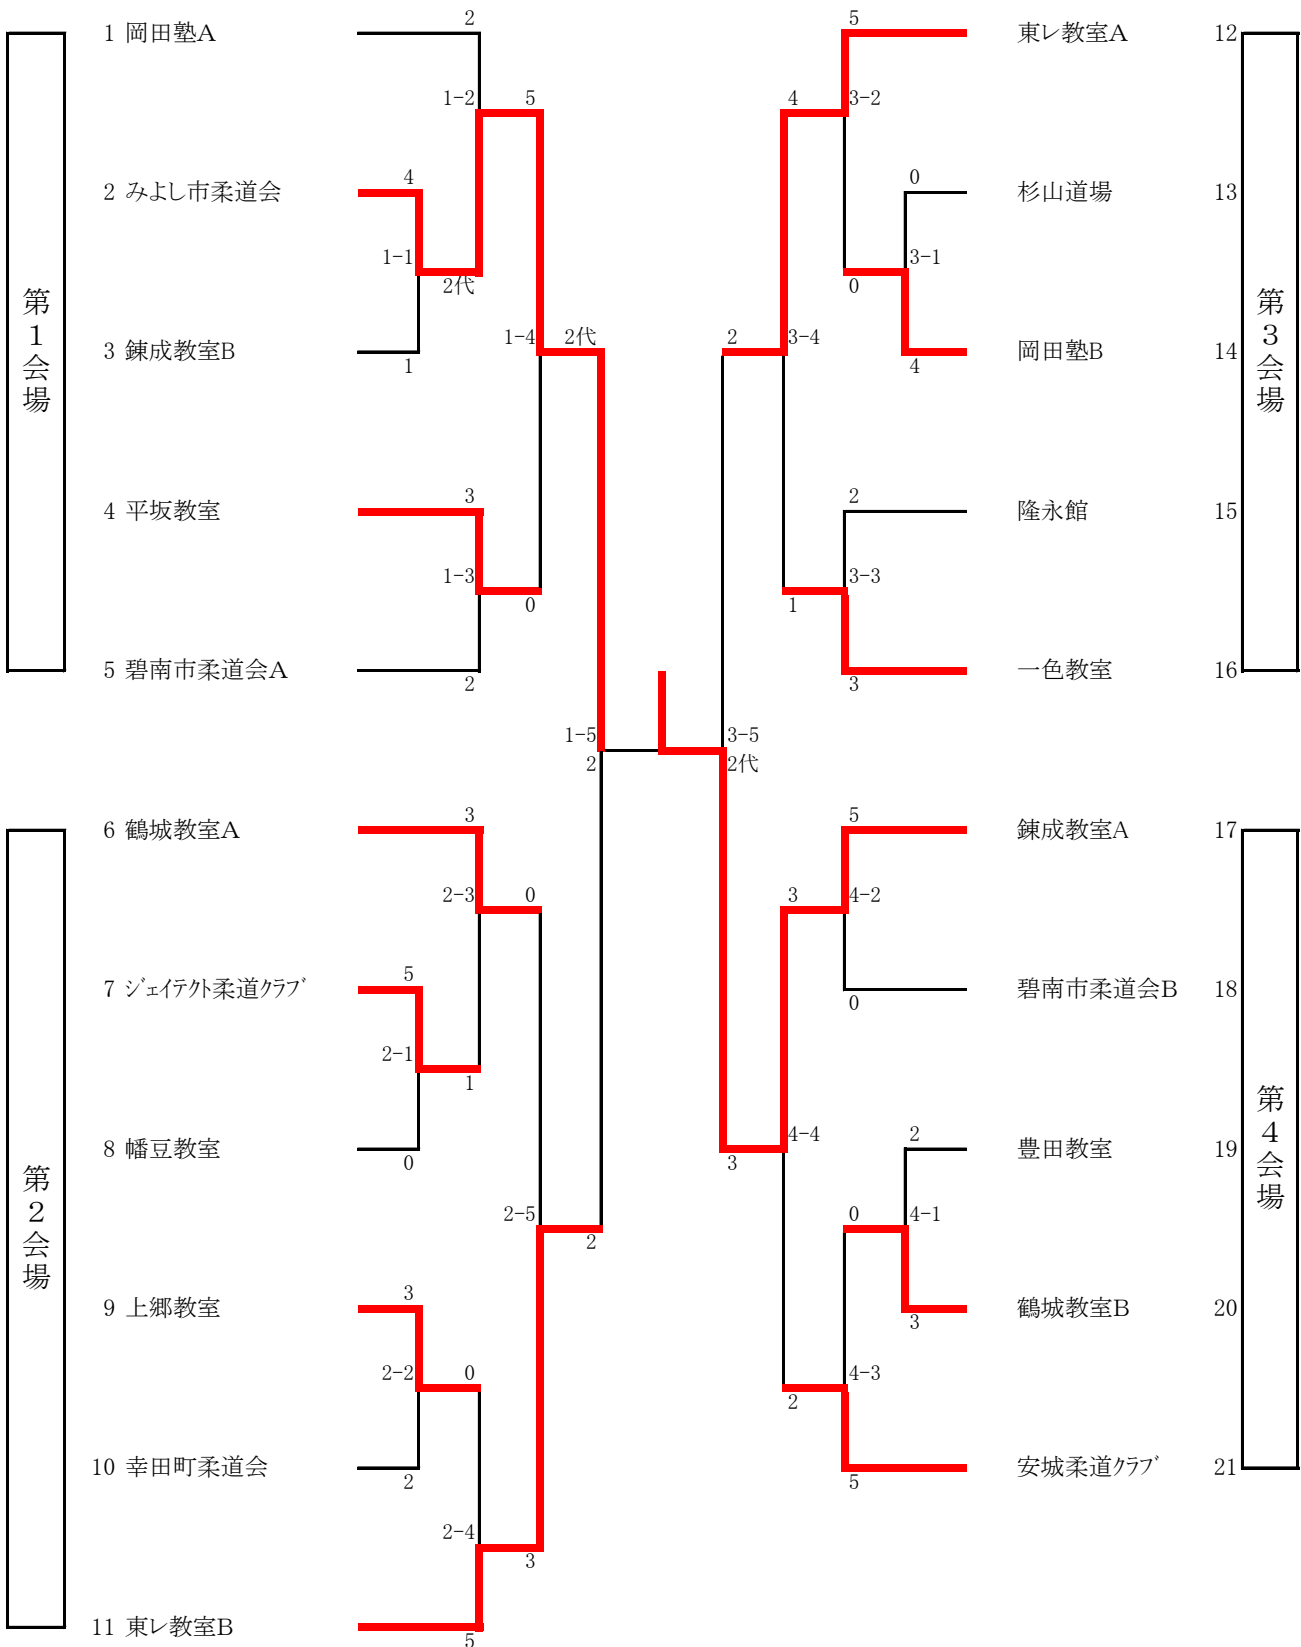 第1会場
1 岡田塾A
2
1-2
5
2 みよし市柔道会
4
1-1
2代
3 錬成教室B
1
1-4
2代
4 平坂教室
3
1-3
0
5 碧南市柔道会A
2
1-5
2
第2会場
6 鶴城教室A
3
2-3
0
7 ジェイテクト柔道クラブ
5
2-1
1
8 幡豆教室
0
2-5
2
9 上郷教室
3
2-2
0
10 幸田町柔道会
2
2-4
3
11 東レ教室B
5
第3会場
5
東レ教室A 12
4
3-2
0
杉山道場 13
3-1
0
2
3-4
4
岡田塾B 14
2
隆永館 15
3-3
1
3
一色教室 16
3-5
2代
第4会場
5
錬成教室A 17
3
4-2
0
碧南市柔道会B 18
4-4
3
2
豊田教室 19
0
4-1
3
鶴城教室B 20
4-3
2
5
安城柔道クラブ 21